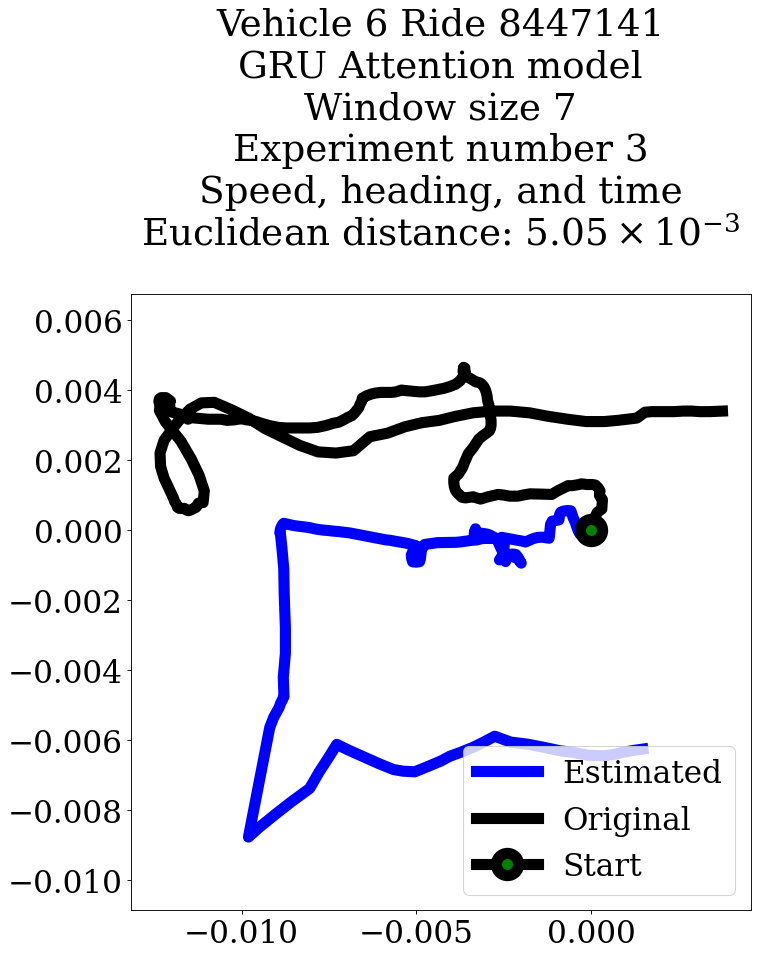 Vehicle 6 Ride 8447141
GRU Attention model
Window size 7
Experiment number 3
Speed, heading, and time
Euclidean distance: 5.05 × 10⁻³
0.006
0.004
0.002
0.000
−0.002
−0.004
−0.006
−0.008
−0.010
Estimated
Original
Start
−0.010 −0.005 0.000